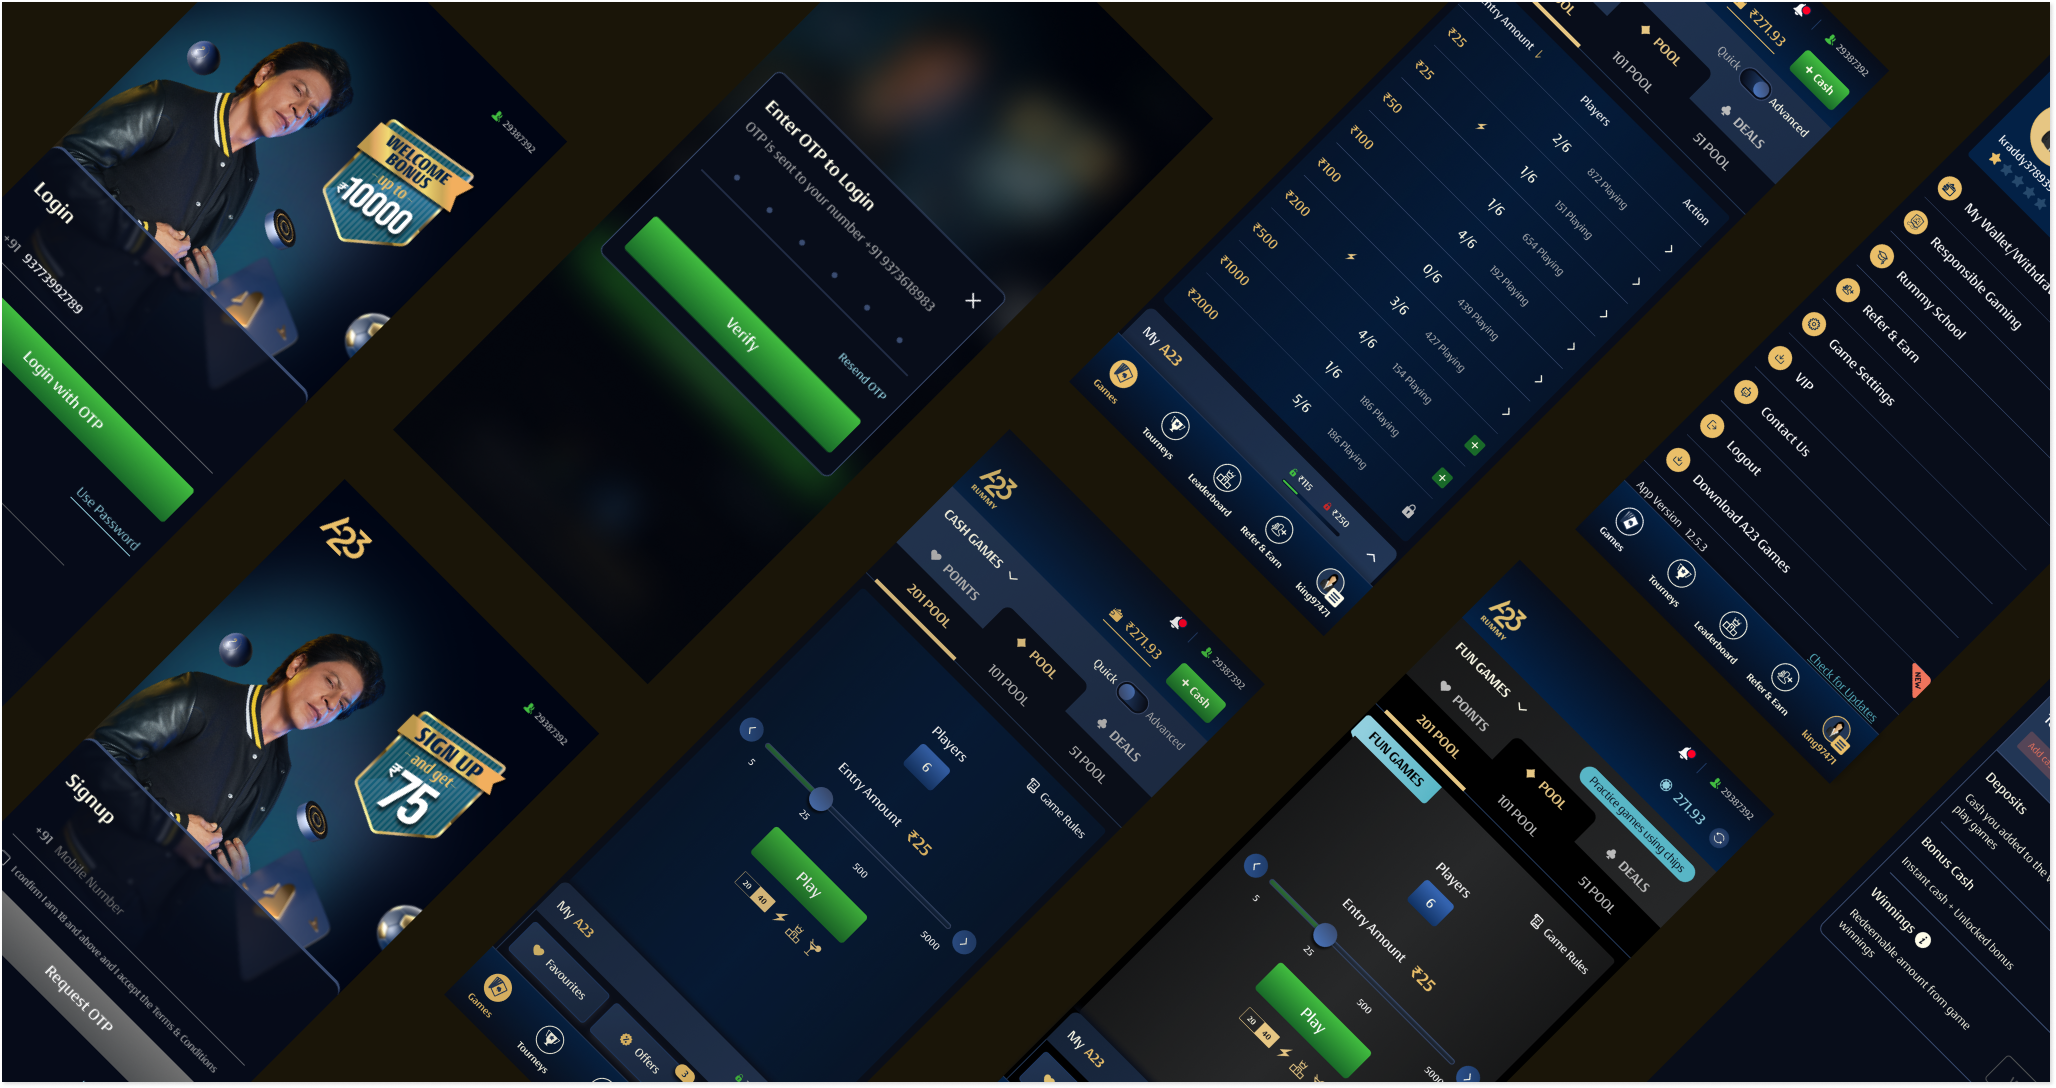 29387392
WELCOME
BONUS
up to
₹10000
Login
+91 9373992789
Login with OTP
Use Password
Enter OTP to Login
OTP is sent to your number +91 9373618983
Resend OTP
Verify
A23
29387392
SIGN UP
and get
₹75
Signup
+91 Mobile Number
I confirm I am 18 and above and I accept the Terms & Conditions
Request OTP
₹271.93
29387392
+ Cash
POOL
DEALS
Quick
Advanced
101 POOL
51 POOL
Entry Amount
Players
Action
₹25
2/6
872 Playing
₹25
1/6
151 Playing
₹50
1/6
654 Playing
₹100
4/6
192 Playing
₹100
0/6
439 Playing
₹200
3/6
427 Playing
₹500
4/6
154 Playing
₹1000
1/6
186 Playing
₹2000
5/6
186 Playing
My A23
₹115
₹250
Games
Tourneys
Leaderboard
Refer & Earn
king97471
A23
RUMMY
29387392
CASH GAMES
₹271.93
+ Cash
POINTS
POOL
DEALS
Quick
Advanced
201 POOL
101 POOL
51 POOL
Game Rules
Players
6
Entry Amount ₹25
5
25
500
5000
Play
20
40
My A23
Favourites
Offers
3
Games
Tourneys
My Wallet/Withdra
Responsible Gaming
Rummy School
Refer & Earn
Game Settings
VIP
Contact Us
Logout
Download A23 Games
NEW
App Version 12.5.3
Check for Updates
Games
Tourneys
Leaderboard
Refer & Earn
king97471
A23
RUMMY
29387392
FUN GAMES
271.93
Practice games using chips
POINTS
POOL
DEALS
201 POOL
101 POOL
51 POOL
FUN GAMES
Game Rules
Players
6
Entry Amount ₹25
5
25
500
5000
Play
20
40
My A23
Deposits
Cash you added to the
play games
Bonus Cash
Instant cash + Unlocked bonus
Winnings
Redeemable amount from game
winnings